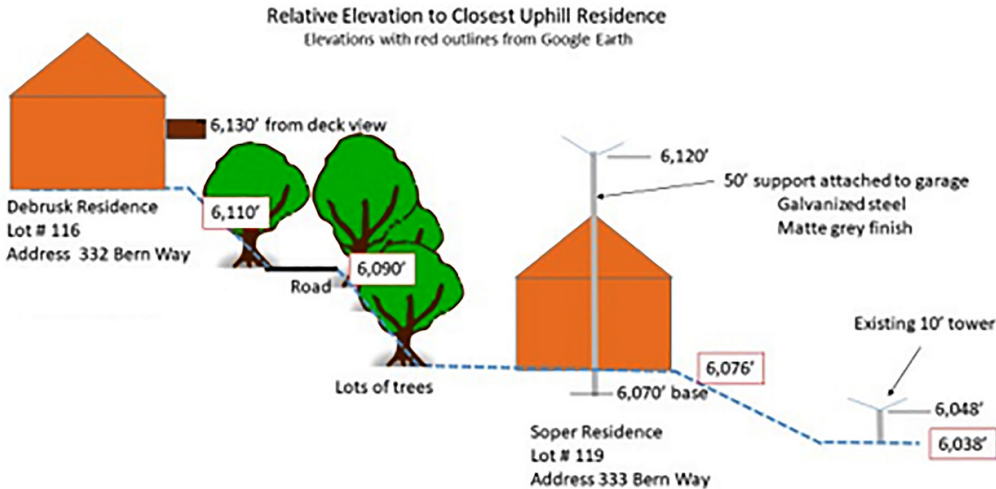 Relative Elevation to Closest Uphill Residence
Elevations with red outlines from Google Earth
6,130' from deck view
6,120'
50' support attached to garage
Galvanized steel
Matte grey finish
Debrusk Residence
Lot # 116
Address 332 Bern Way
6,110'
Road
6,090'
Lots of trees
Existing 10' tower
6,076'
6,070' base
6,048'
6,038'
Soper Residence
Lot # 119
Address 333 Bern Way